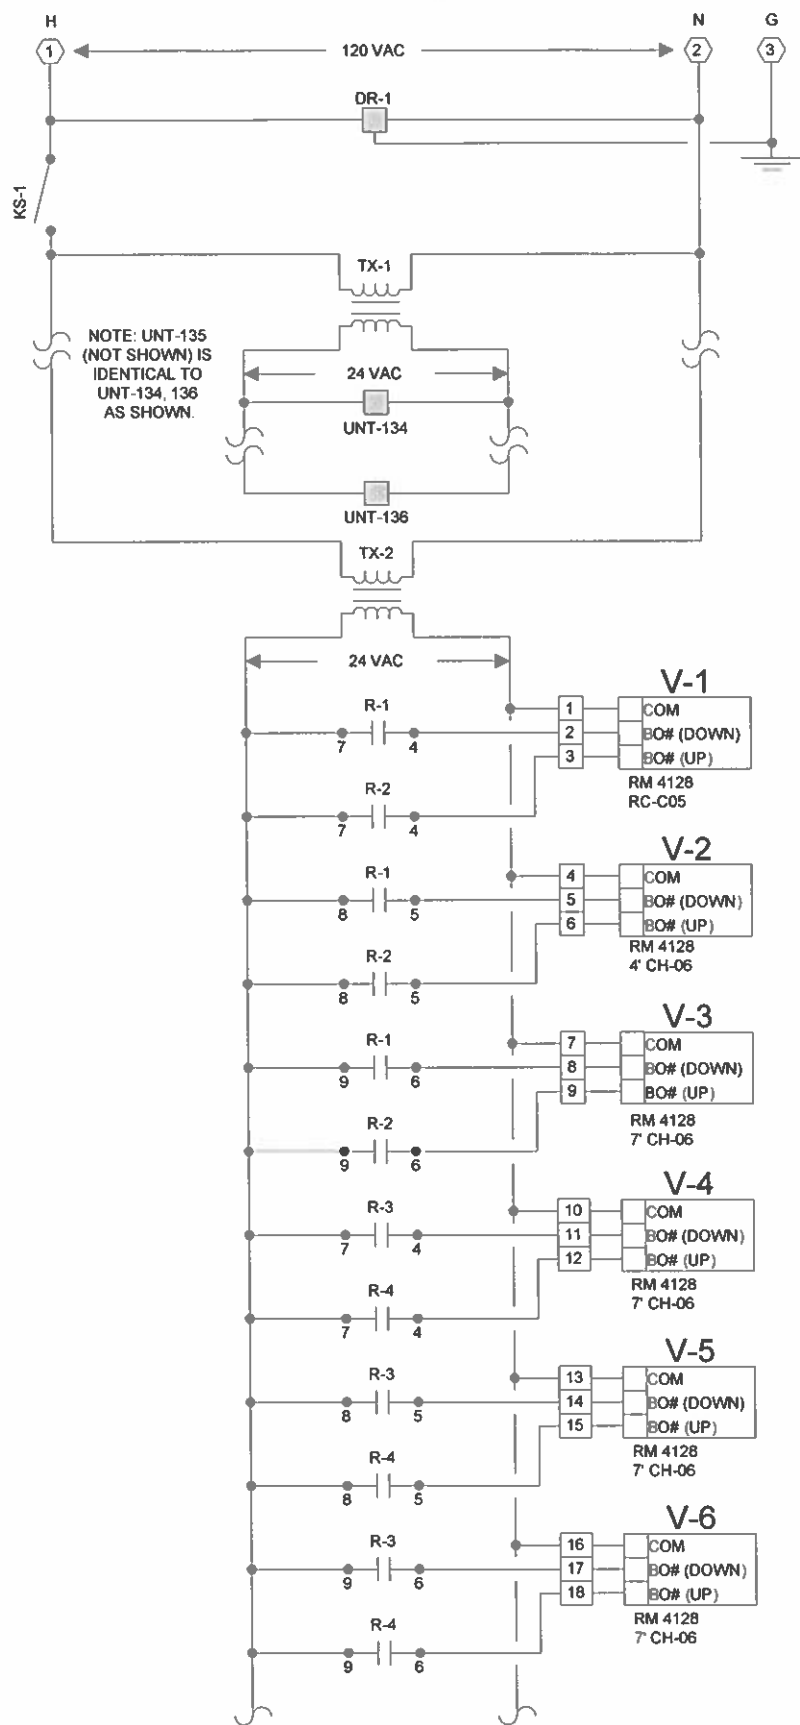 H N G
1 120 VAC 2 3
DR-1
KS-1
TX-1
NOTE: UNT-135
(NOT SHOWN) IS
IDENTICAL TO
UNT-134, 136
AS SHOWN.
24 VAC
UNT-134
UNT-136
TX-2
24 VAC
V-1
R-1
7 4
1 COM
2 BO# (DOWN)
3 BO# (UP)
RM 4128
RC-C05
R-2
7 4
V-2
R-1
8 5
4 COM
5 BO# (DOWN)
6 BO# (UP)
RM 4128
4' CH-06
R-2
8 5
V-3
R-1
9 6
7 COM
8 BO# (DOWN)
9 BO# (UP)
RM 4128
7' CH-06
R-2
9 6
V-4
R-3
7 4
10 COM
11 BO# (DOWN)
12 BO# (UP)
RM 4128
7' CH-06
R-4
7 4
V-5
R-3
8 5
13 COM
14 BO# (DOWN)
15 BO# (UP)
RM 4128
7' CH-06
R-4
8 5
V-6
R-3
9 6
16 COM
17 BO# (DOWN)
18 BO# (UP)
RM 4128
7' CH-06
R-4
9 6